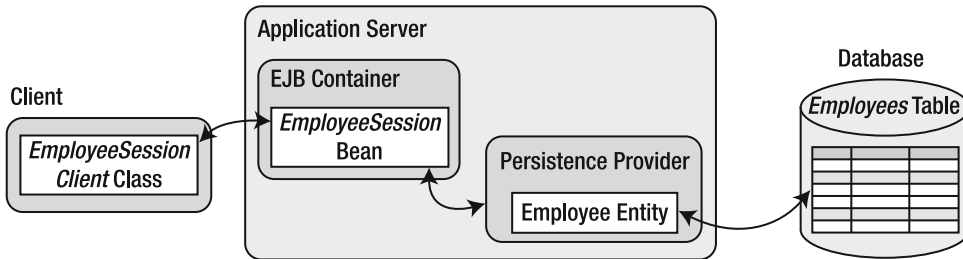 Application Server
Database
EJB Container
Client
Employees Table
EmployeeSession
Bean
EmployeeSession
Client Class
Persistence Provider
Employee Entity